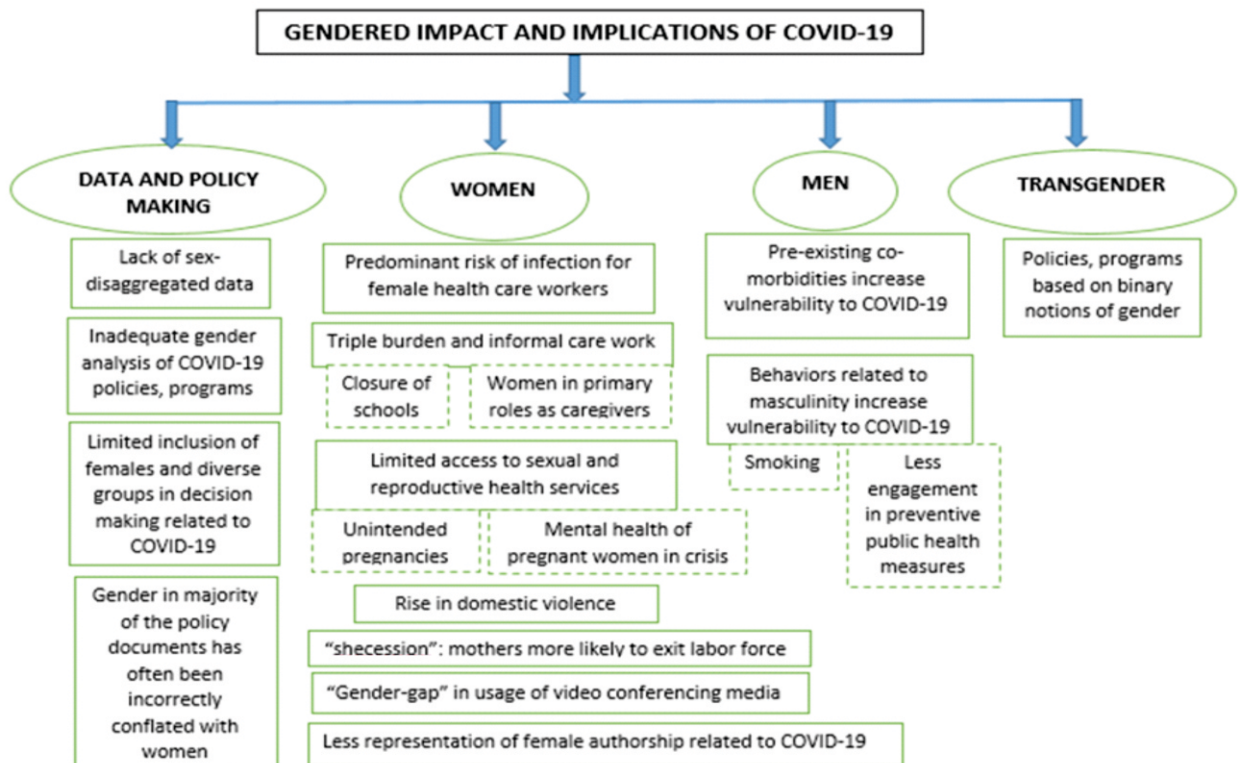 GENDERED IMPACT AND IMPLICATIONS OF COVID-19
DATA AND POLICY
MAKING
Lack of sex-
disaggregated data
Inadequate gender
analysis of COVID-19
policies, programs
Limited inclusion of
females and diverse
groups in decision
making related to
COVID-19
Gender in majority
of the policy
documents has
often been
incorrectly
conflated with
women
WOMEN
Predominant risk of infection for
female health care workers
Triple burden and informal care work
Closure of
schools
Women in primary
roles as caregivers
Limited access to sexual and
reproductive health services
Unintended
pregnancies
Mental health of
pregnant women in crisis
Rise in domestic violence
“shecession”: mothers more likely to exit labor force
“Gender-gap” in usage of video conferencing media
Less representation of female authorship related to COVID-19
MEN
Pre-existing co-
morbidities increase
vulnerability to COVID-19
Behaviors related to
masculinity increase
vulnerability to COVID-19
Smoking
Less
engagement
in preventive
public health
measures
TRANSGENDER
Policies, programs
based on binary
notions of gender